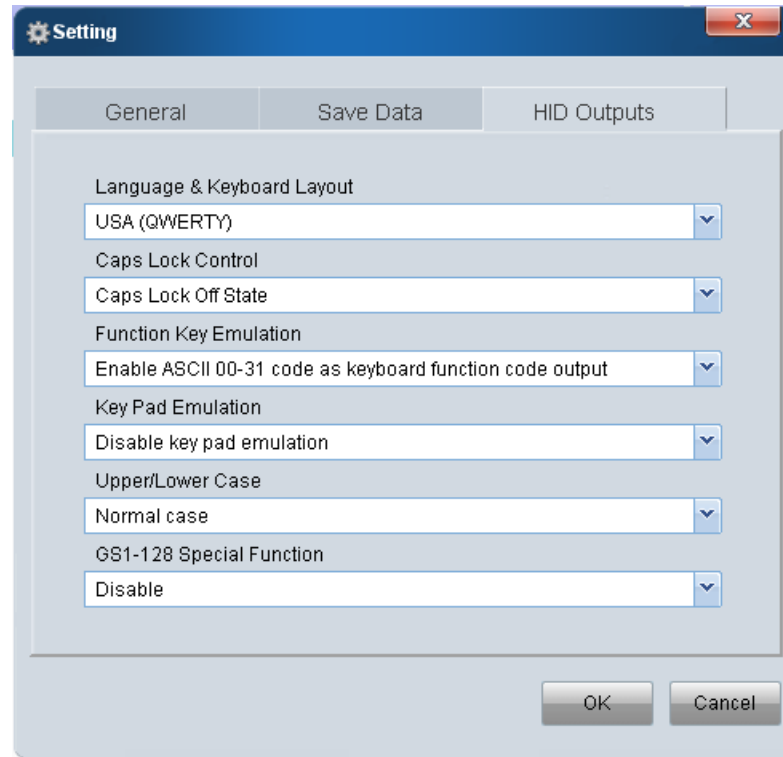 Setting
General
Save Data
HID Outputs
Language & Keyboard Layout
USA (QWERTY)
Caps Lock Control
Caps Lock Off State
Function Key Emulation
Enable ASCII 00-31 code as keyboard function code output
Key Pad Emulation
Disable key pad emulation
Upper/Lower Case
Normal case
GS1-128 Special Function
Disable
OK
Cancel